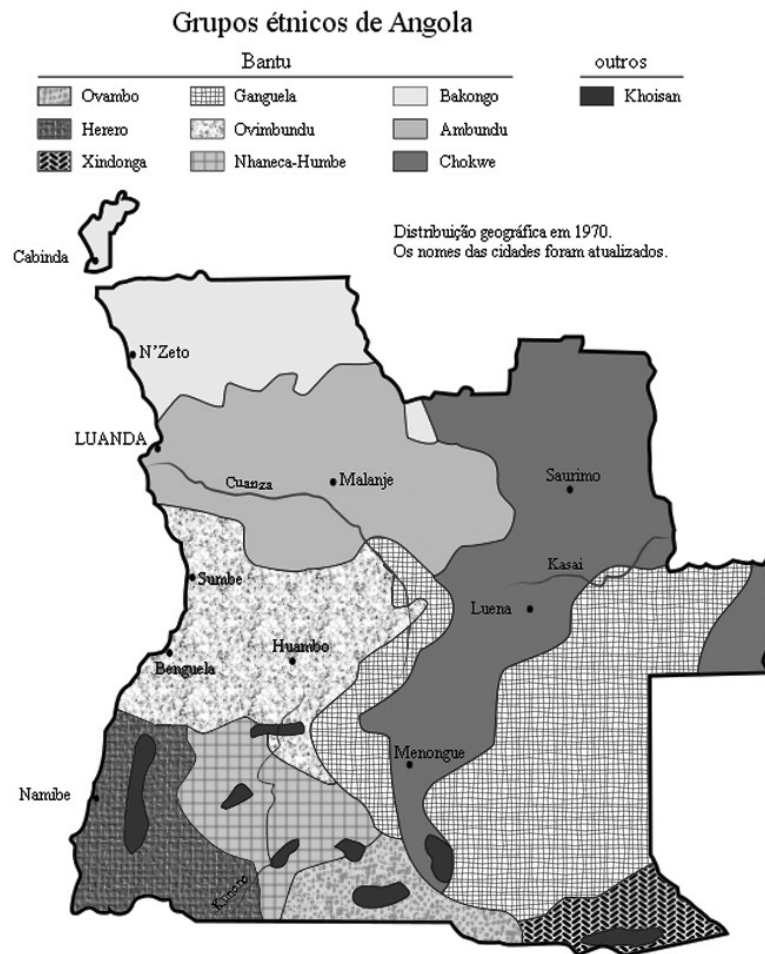 Grupos étnicos de Angola
Bantu
outros
Ovambo
Ganguela
Bakongo
Khoisan
Herero
Ovimbundu
Ambundu
Xindonga
Nhaneca-Humbe
Chokwe
Distribuição geográfica em 1970.
Os nomes das cidades foram atualizados.
Cabinda
N'Zeto
LUANDA
Cuanza
Malanje
Saurimo
Kasai
Sumbe
Luena
Huambo
Benguela
Menongue
Namibe